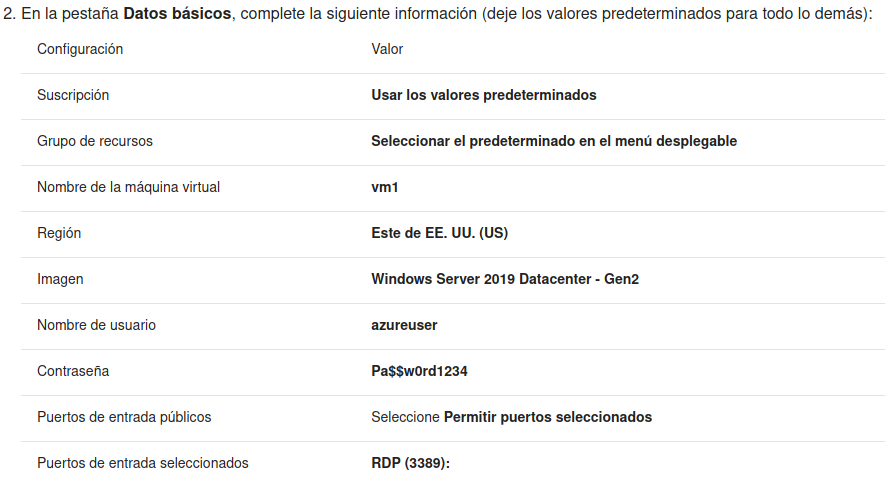 2. En la pestaña Datos básicos, complete la siguiente información (deje los valores predeterminados para todo lo demás):
Configuración Valor
Suscripción Usar los valores predeterminados
Grupo de recursos Seleccionar el predeterminado en el menú desplegable
Nombre de la máquina virtual vm1
Región Este de EE. UU. (US)
Imagen Windows Server 2019 Datacenter - Gen2
Nombre de usuario azureuser
Contraseña Pa$$w0rd1234
Puertos de entrada públicos Seleccione Permitir puertos seleccionados
Puertos de entrada seleccionados RDP (3389):